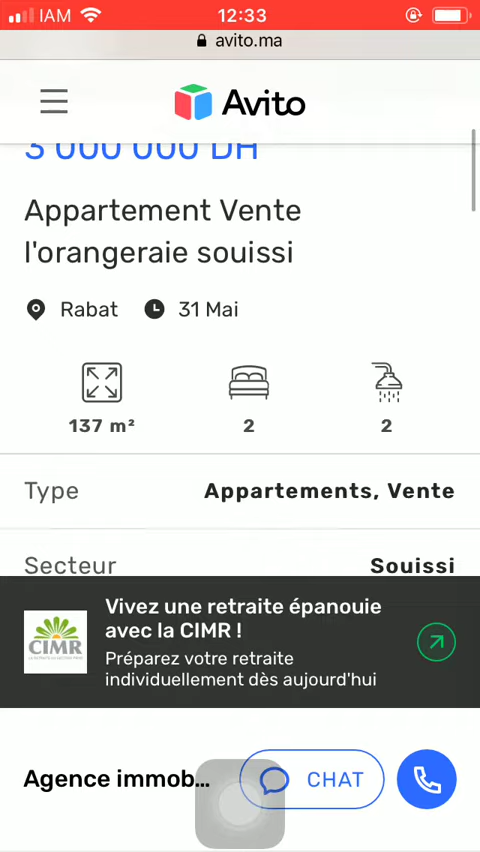 IAM
12:33
avito.ma
Avito
3 000 000 DH
Appartement Vente
l'orangeraie souissi
Rabat
31 Mai
137 m²
2
2
Type
Appartements, Vente
Secteur
Souissi
Vivez une retraite épanouie
avec la CIMR !
CIMR
Préparez votre retraite
individuellement dès aujourd'hui
Agence immob...
CHAT